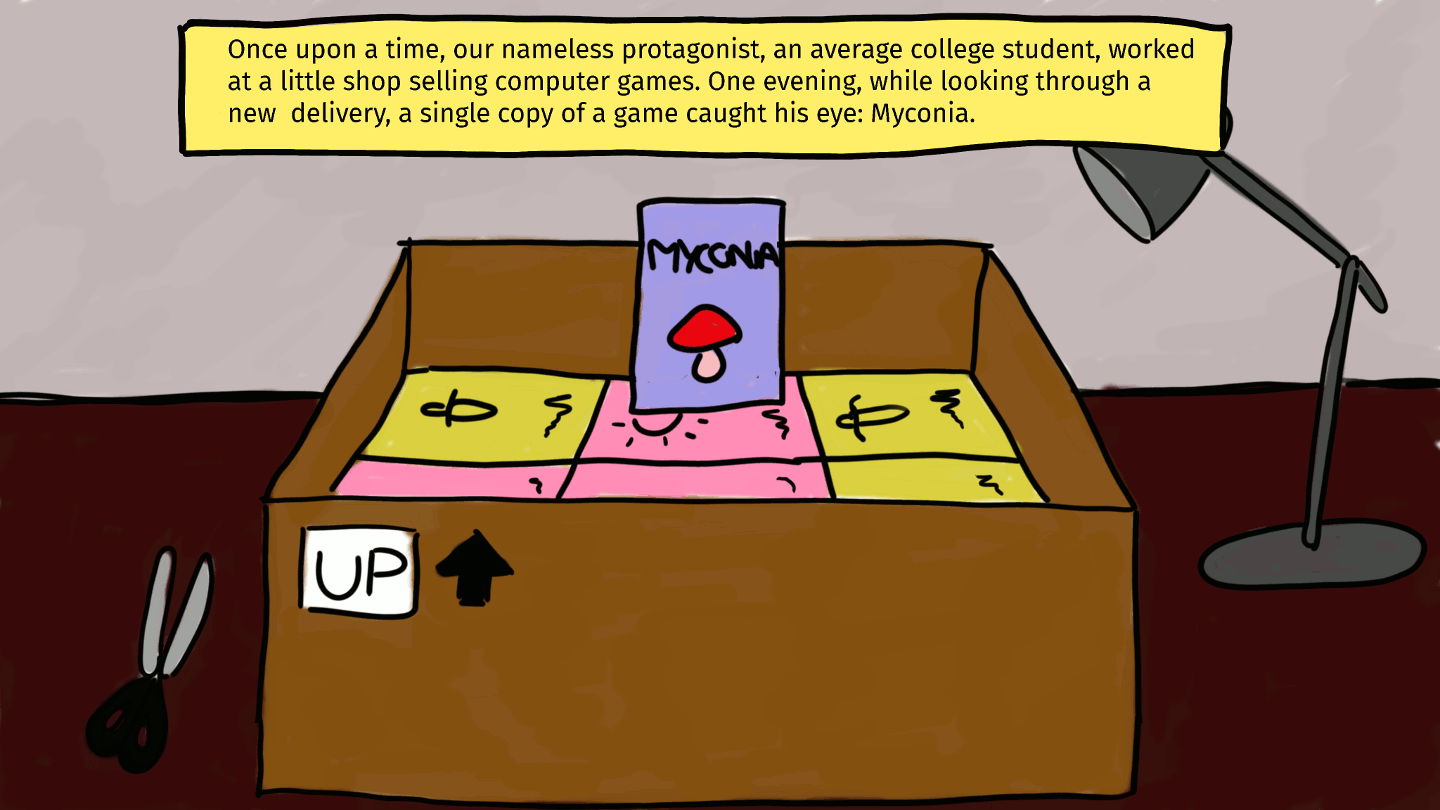 Once upon a time, our nameless protagonist, an average college student, worked
at a little shop selling computer games. One evening, while looking through a
new  delivery, a single copy of a game caught his eye: Myconia.
MYCONIA
UP